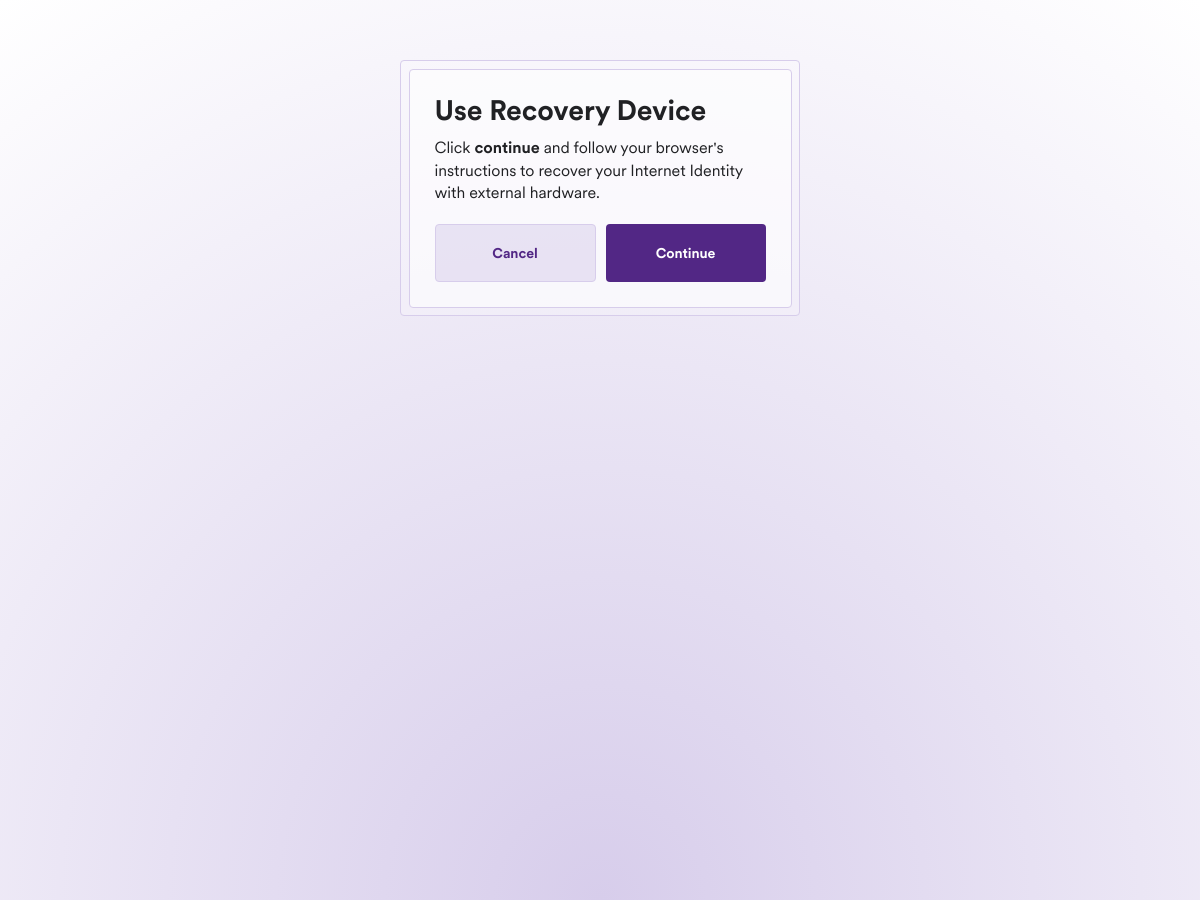 Use Recovery Device
Click continue and follow your browser's
instructions to recover your Internet Identity
with external hardware.
Cancel
Continue